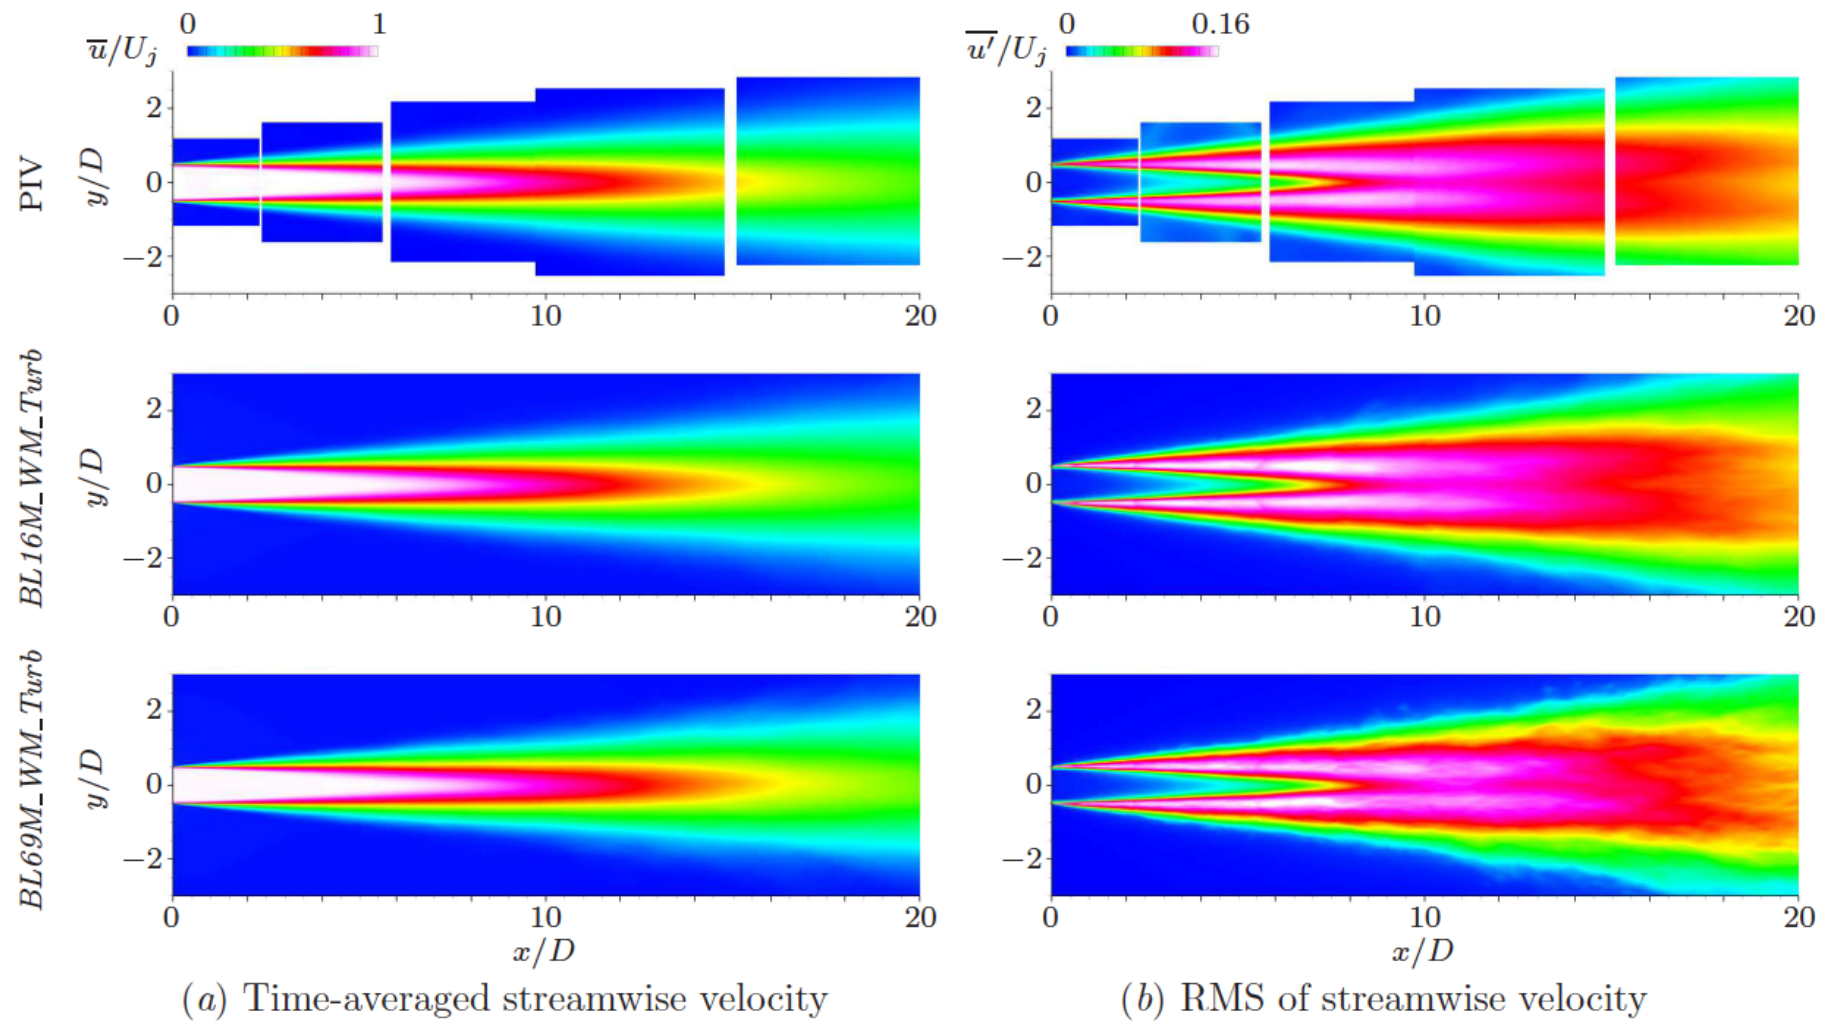 0 1 0 0.16
u̅/U_j u̅'̅/U_j
PIV
y/D
2
0
−2
0 10 20
2
0
−2
0 10 20
BL16M_WM_Turb
y/D
2
0
−2
0 10 20
2
0
−2
0 10 20
BL69M_WM_Turb
y/D
2
0
−2
0 10 20
2
0
−2
0 10 20
x/D x/D
(a) Time-averaged streamwise velocity
(b) RMS of streamwise velocity